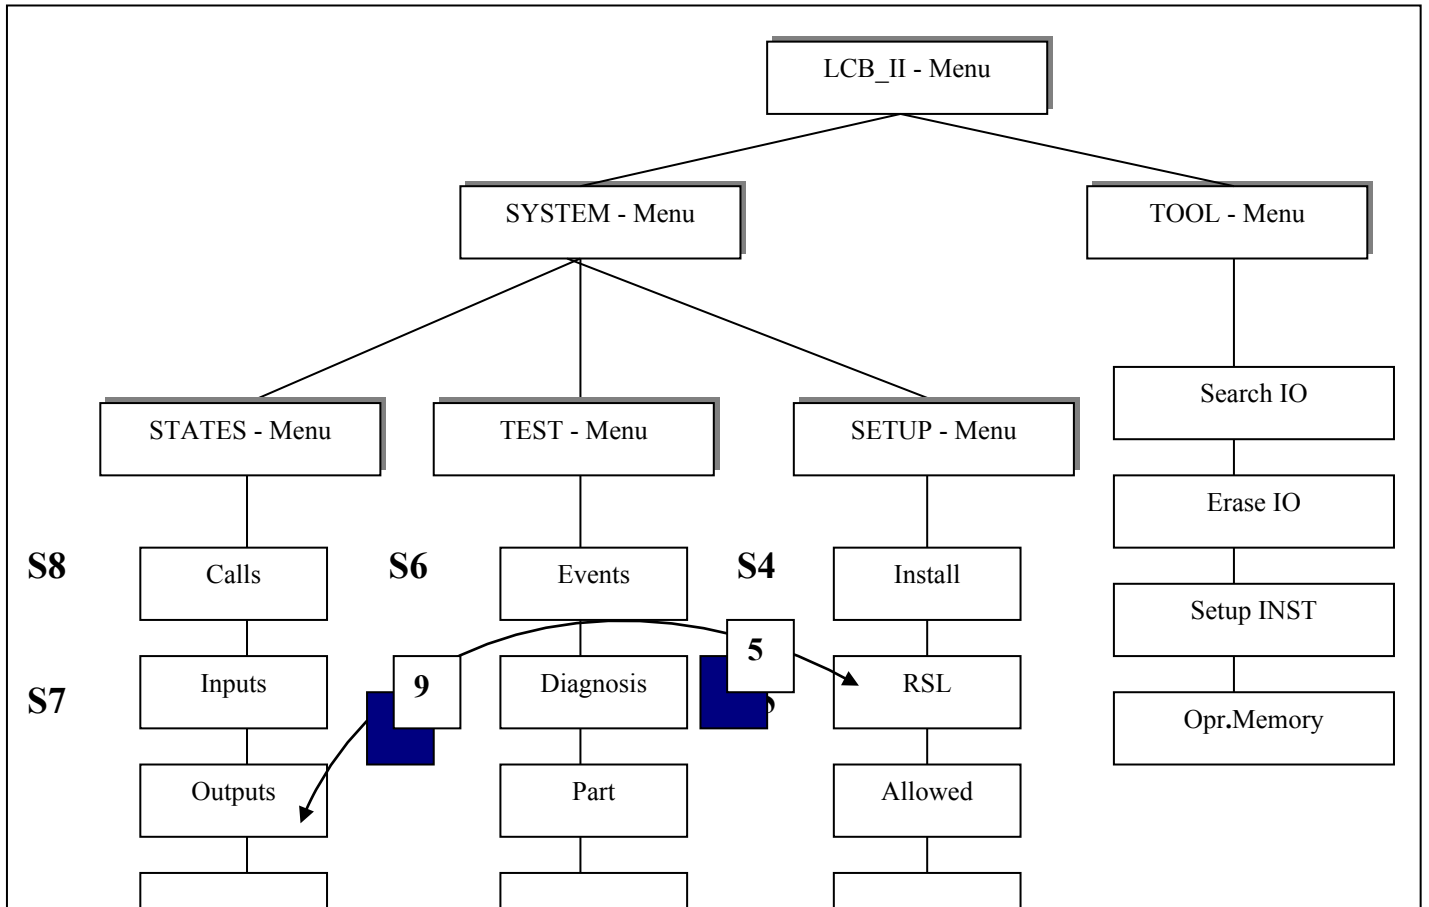 LCB_II - Menu
SYSTEM - Menu
TOOL - Menu
Search IO
STATES - Menu
TEST - Menu
SETUP - Menu
Erase IO
S8
Calls
S6
Events
S4
Install
Setup INST
5
9
S7
Inputs
Diagnosis
RSL
Opr.Memory
Outputs
Part
Allowed